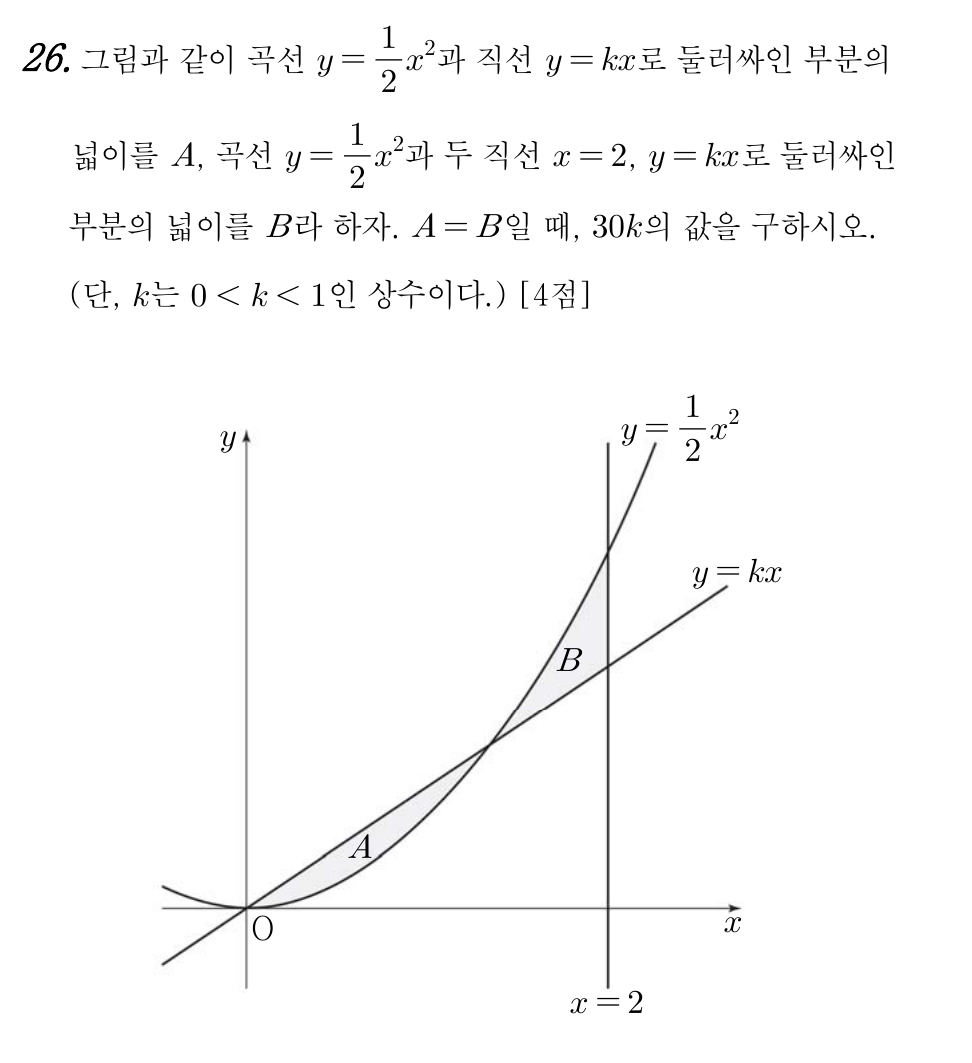 26. 그림과 같이 곡선 y = 1/2 x²과 직선 y = kx로 둘러싸인 부분의
넓이를 A, 곡선 y = 1/2 x²과 두 직선 x = 2, y = kx로 둘러싸인
부분의 넓이를 B라 하자. A = B일 때, 30k의 값을 구하시오.
(단, k는 0 < k < 1인 상수이다.) [4점]
y = 1/2 x²
y
y = kx
B
A
O
x
x = 2